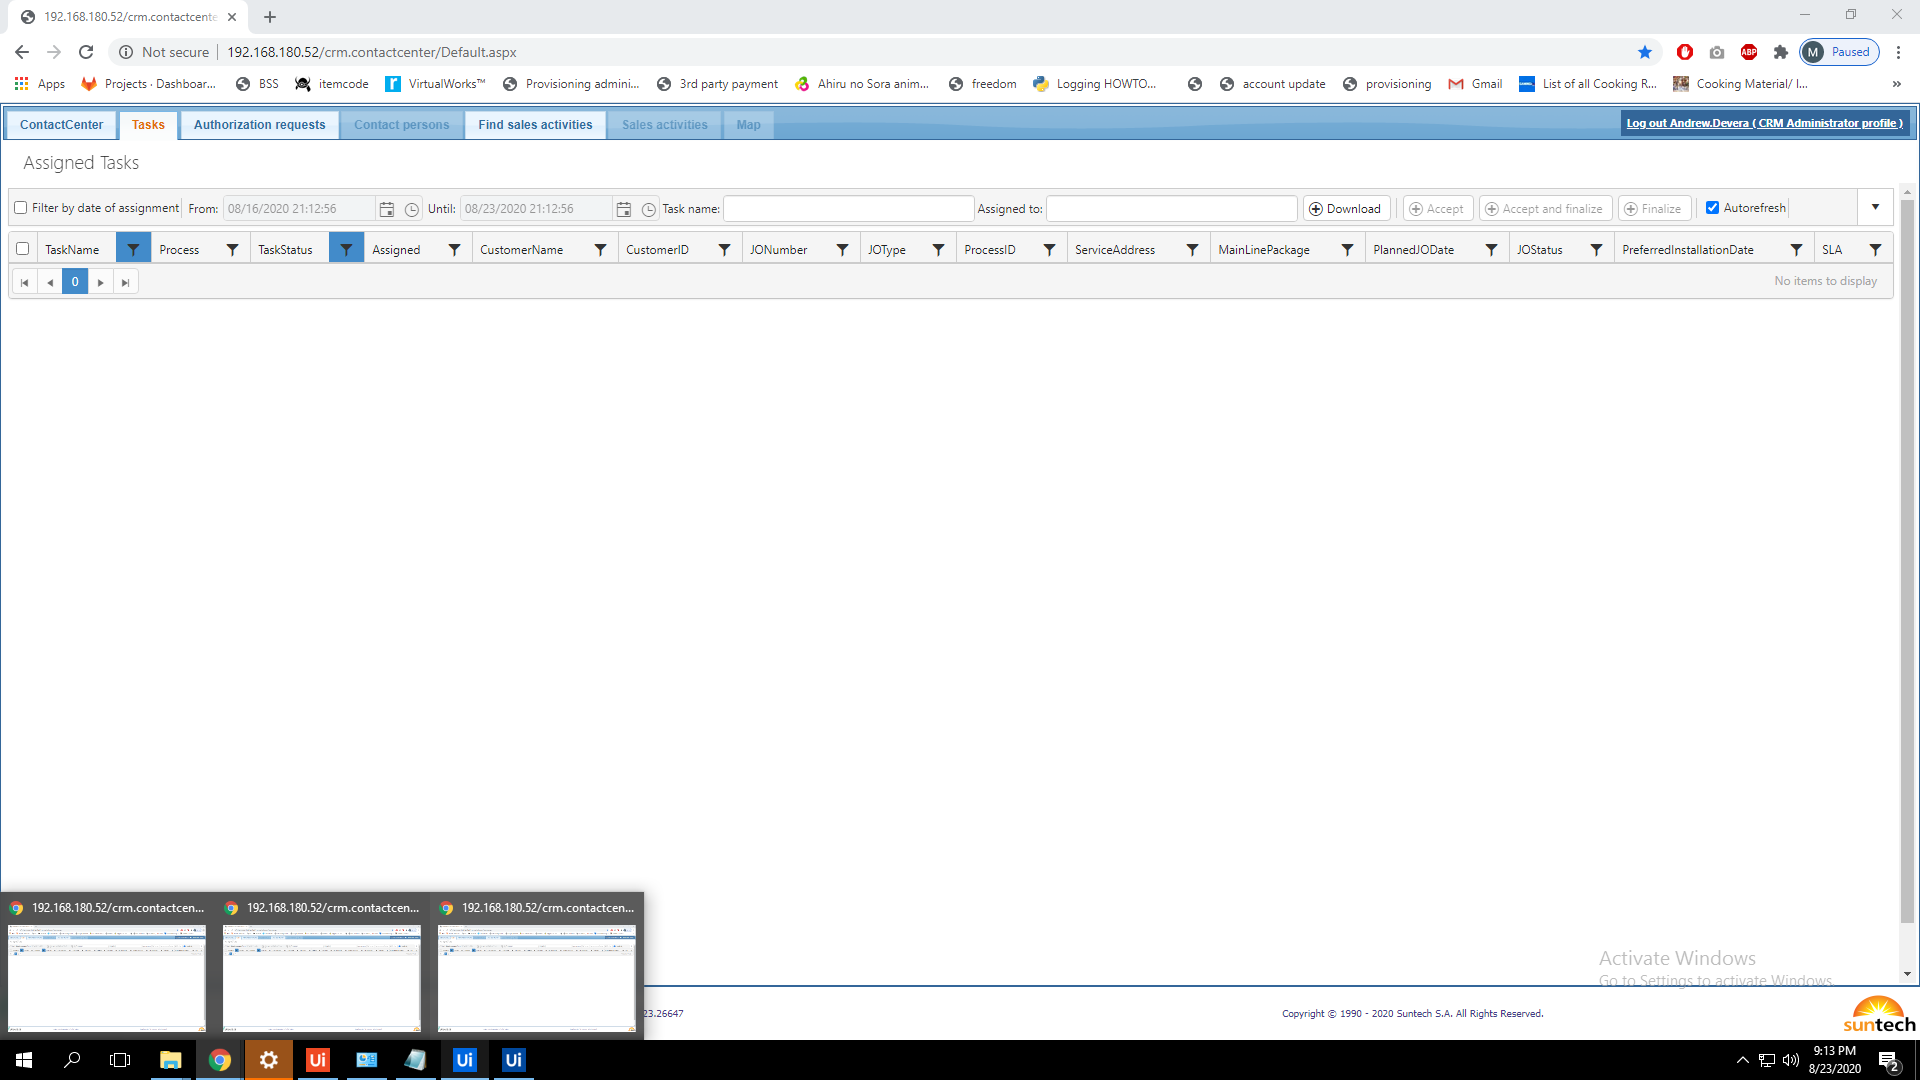 192.168.180.52/crm.contactcente
Not secure 192.168.180.52/crm.contactcenter/Default.aspx
ABP
M Paused
Apps Projects · Dashboar... BSS itemcode VirtualWorks™ Provisioning admini... 3rd party payment Ahiru no Sora anim... freedom Logging HOWTO... account update provisioning Gmail List of all Cooking R... Cooking Material/ I... »
ContactCenter Tasks Authorization requests Contact persons Find sales activities Sales activities Map Log out Andrew.Devera ( CRM Administrator profile )
Assigned Tasks
Filter by date of assignment From: 08/16/2020 21:12:56 Until: 08/23/2020 21:12:56 Task name: Assigned to: Download Accept Accept and finalize Finalize Autorefresh
TaskName Process TaskStatus Assigned CustomerName CustomerID JONumber JOType ProcessID ServiceAddress MainLinePackage PlannedJODate JOStatus PreferredInstallationDate SLA
0 No items to display
192.168.180.52/crm.contactcen... 192.168.180.52/crm.contactcen... 192.168.180.52/crm.contactcen...
Activate Windows
Go to Settings to activate Windows.
23.26647 Copyright © 1990 - 2020 Suntech S.A. All Rights Reserved.
suntech
Ui Ui Ui
9:13 PM
8/23/2020
2